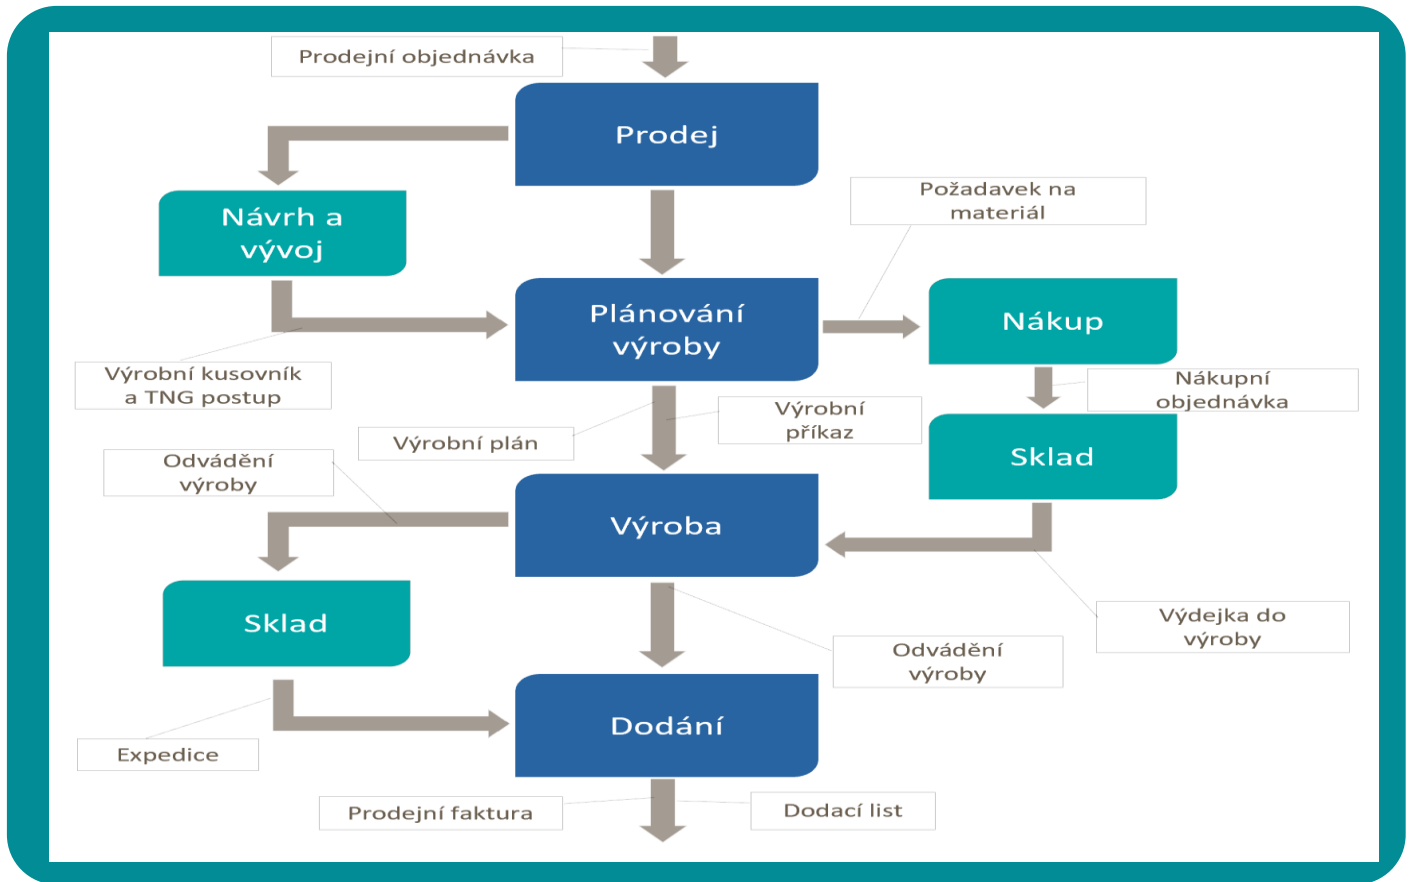 Prodejní objednávka
Prodej
Návrh a
vývoj
Požadavek na
materiál
Plánování
výroby
Nákup
Výrobní kusovník
a TNG postup
Nákupní
objednávka
Výrobní
příkaz
Výrobní plán
Odvádění
výroby
Sklad
Výroba
Sklad
Výdejka do
výroby
Odvádění
výroby
Dodání
Expedice
Prodejní faktura
Dodací list